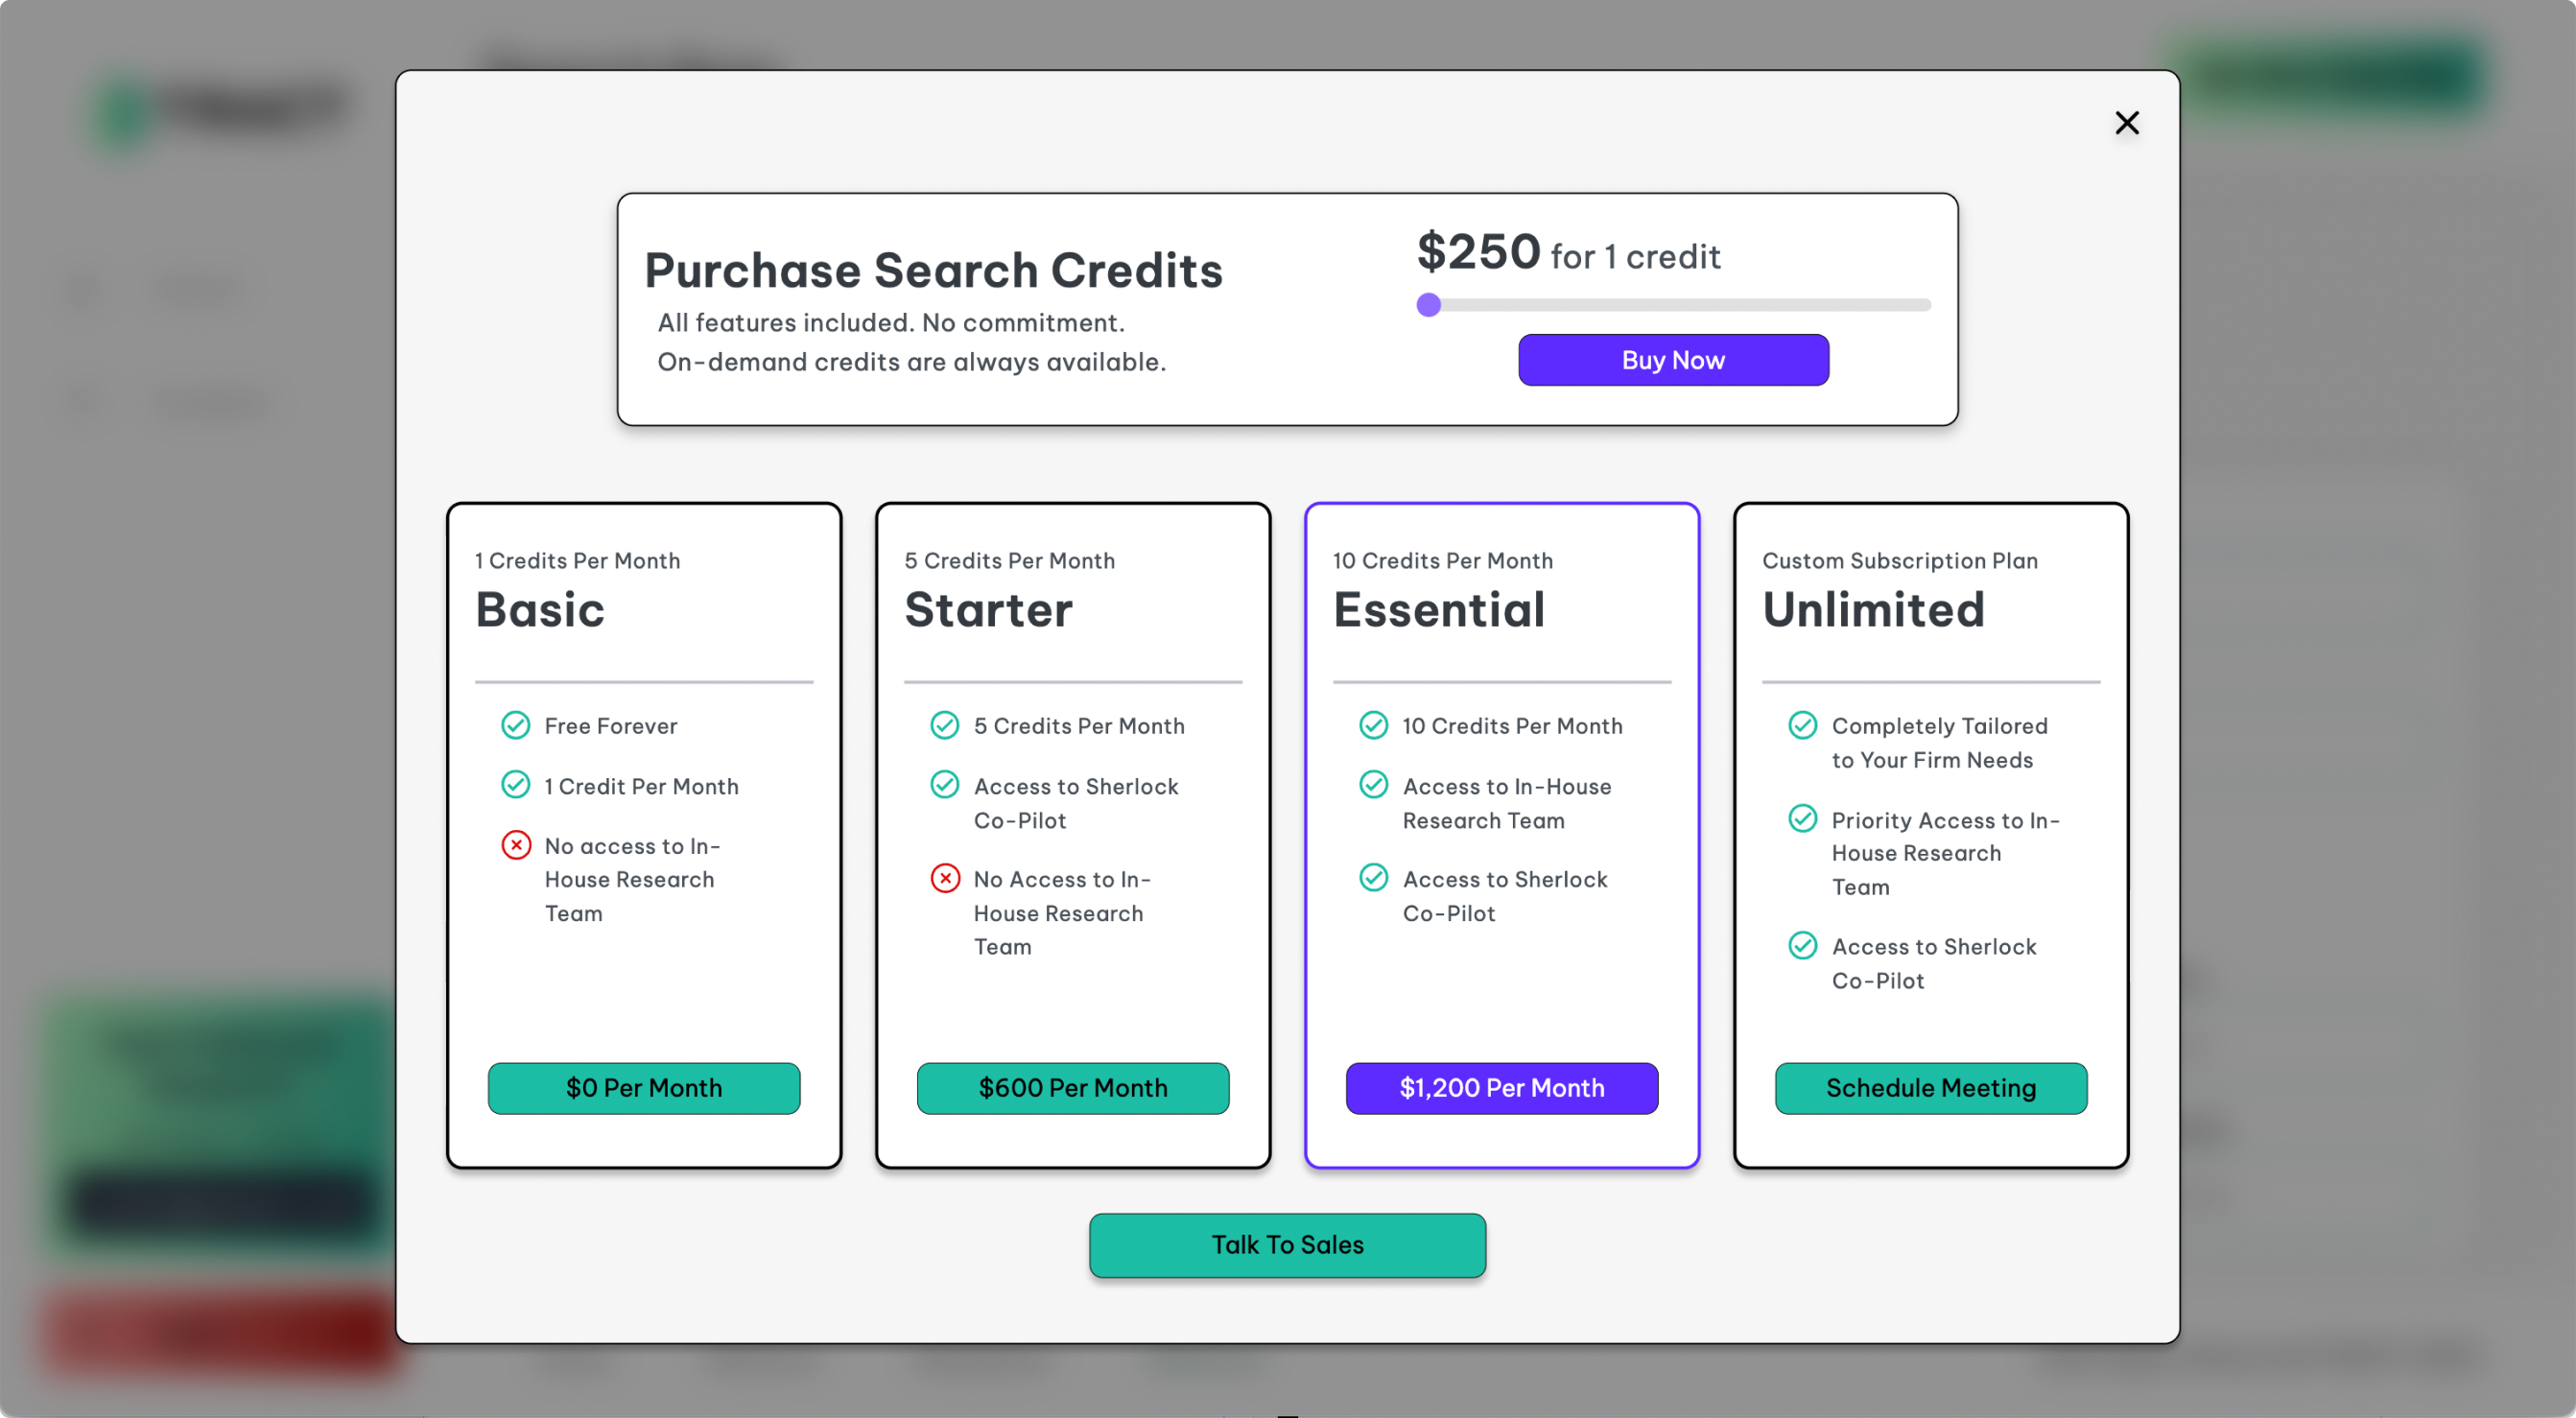 Purchase Search Credits
All features included. No commitment.
On-demand credits are always available.
$250 for 1 credit
Buy Now
1 Credits Per Month
Basic
Free Forever
1 Credit Per Month
No access to In-
House Research
Team
$0 Per Month
5 Credits Per Month
Starter
5 Credits Per Month
Access to Sherlock
Co-Pilot
No Access to In-
House Research
Team
$600 Per Month
10 Credits Per Month
Essential
10 Credits Per Month
Access to In-House
Research Team
Access to Sherlock
Co-Pilot
$1,200 Per Month
Custom Subscription Plan
Unlimited
Completely Tailored
to Your Firm Needs
Priority Access to In-
House Research
Team
Access to Sherlock
Co-Pilot
Schedule Meeting
Talk To Sales